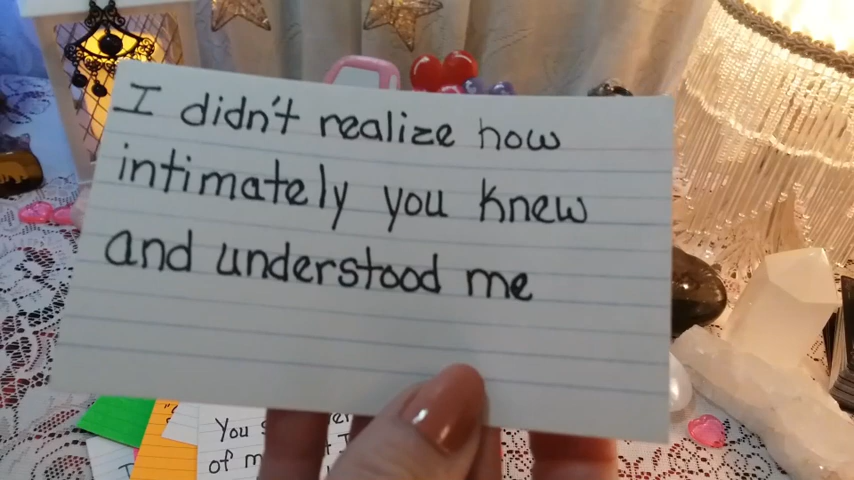 I didn't realize how
intimately you knew
and understood me
You
of m